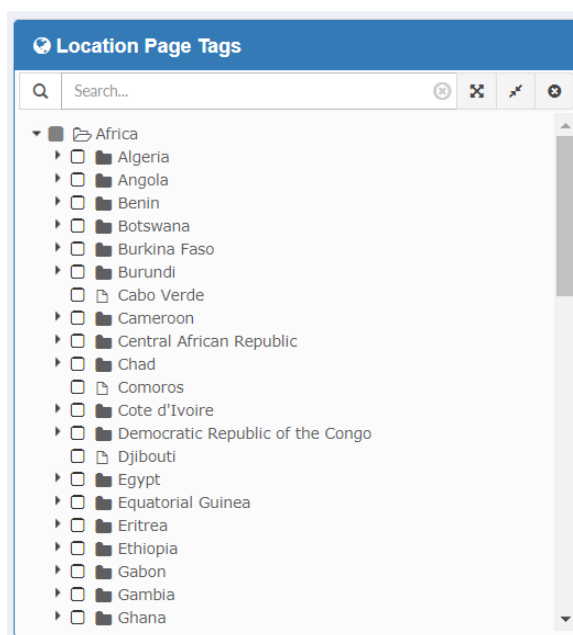 Location Page Tags
Search...
Africa
Algeria
Angola
Benin
Botswana
Burkina Faso
Burundi
Cabo Verde
Cameroon
Central African Republic
Chad
Comoros
Cote d'Ivoire
Democratic Republic of the Congo
Djibouti
Egypt
Equatorial Guinea
Eritrea
Ethiopia
Gabon
Gambia
Ghana